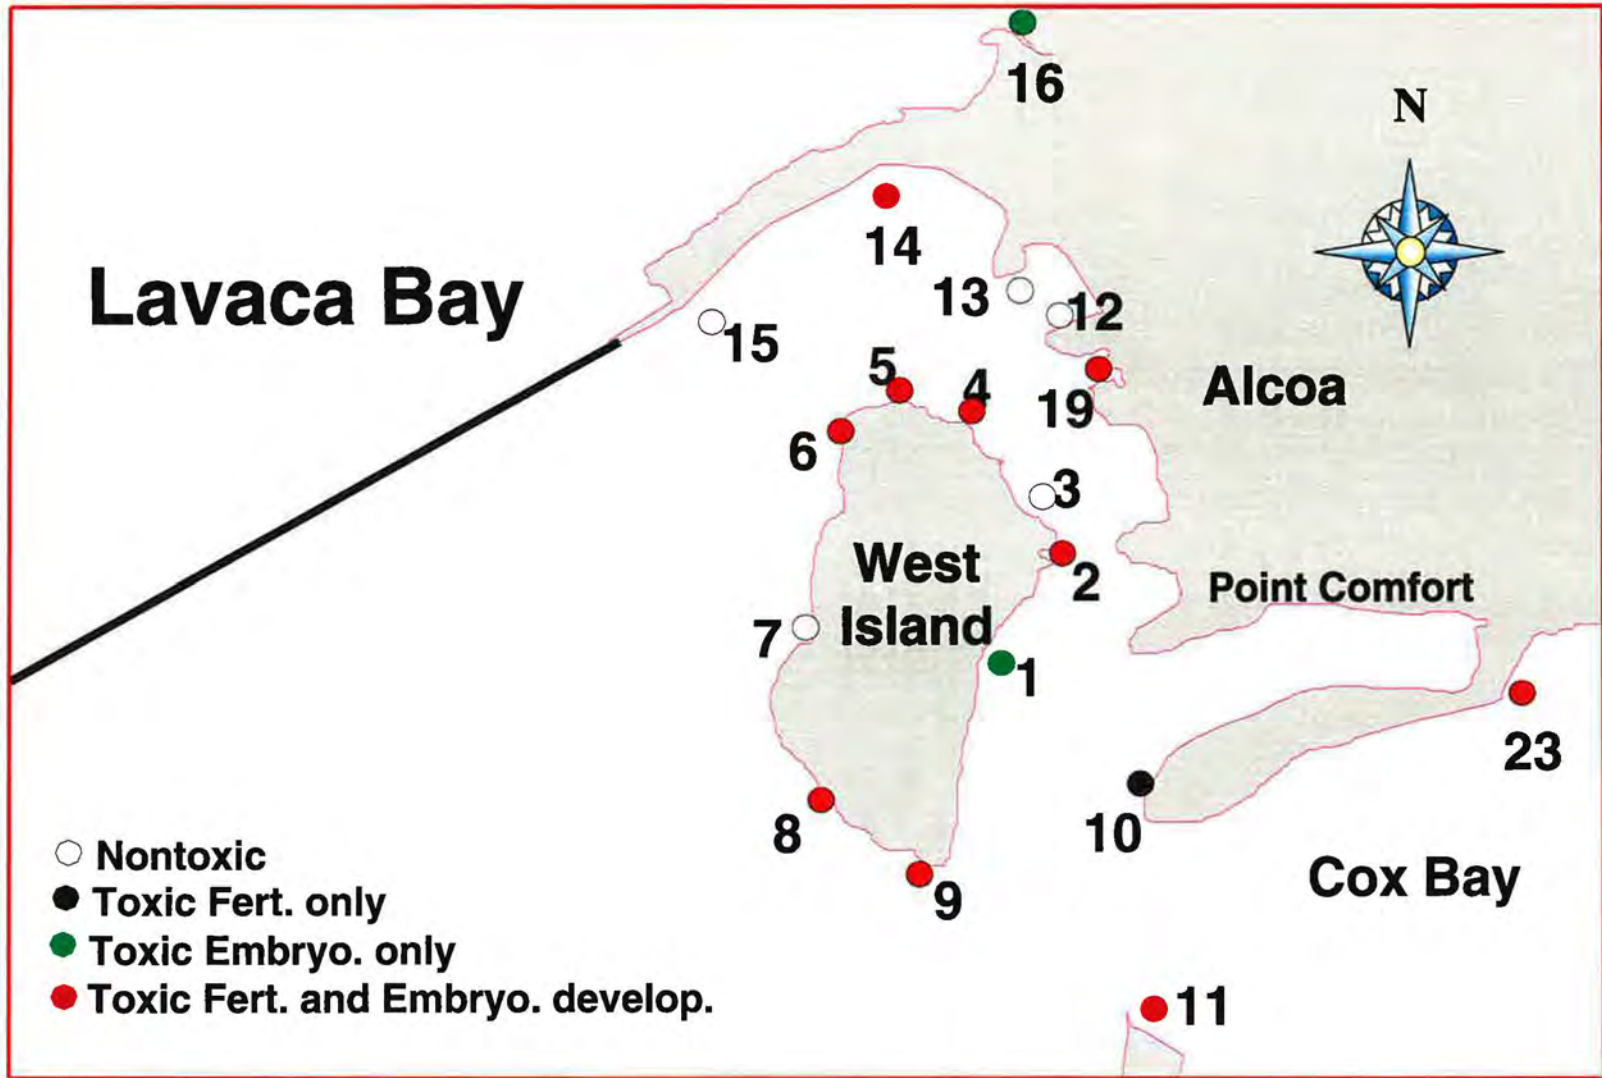 16
N
14
Lavaca Bay
13
12
15
5
4
19
Alcoa
6
3
West
Island
2
Point Comfort
7
1
23
8
10
9
Cox Bay
Nontoxic
Toxic Fert. only
Toxic Embryo. only
Toxic Fert. and Embryo. develop.
11